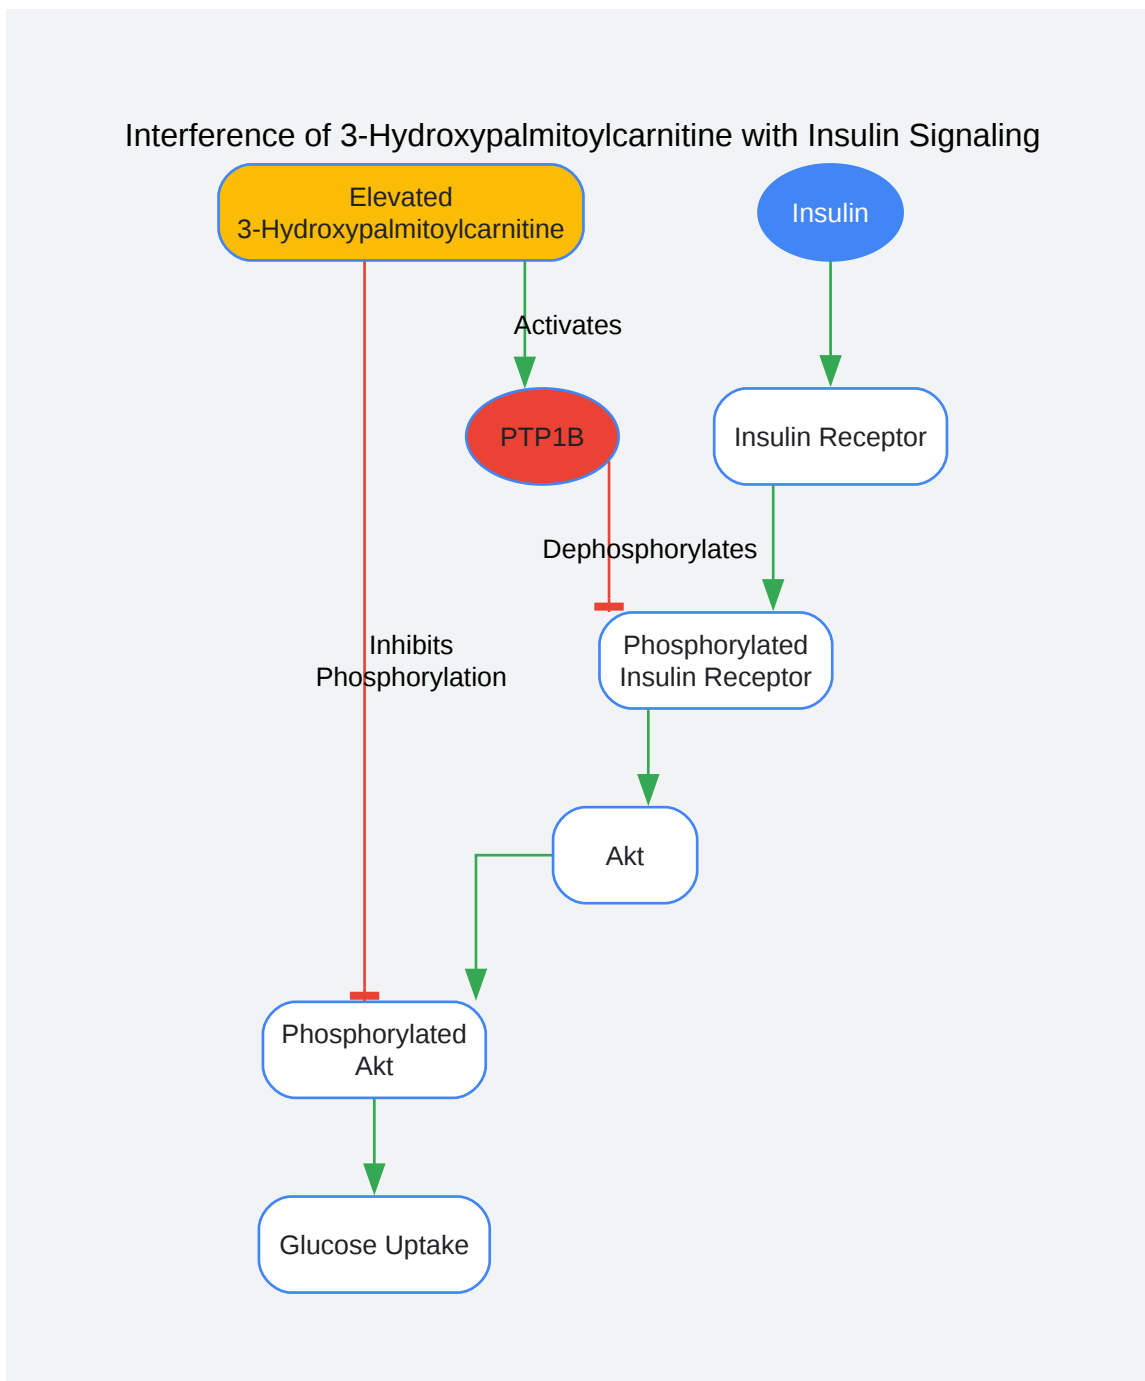 Interference of 3-Hydroxypalmitoylcarnitine with Insulin Signaling
Elevated
3-Hydroxypalmitoylcarnitine
Insulin
Activates
PTP1B
Insulin Receptor
Dephosphorylates
Inhibits
Phosphorylation
Phosphorylated
Insulin Receptor
Akt
Phosphorylated
Akt
Glucose Uptake